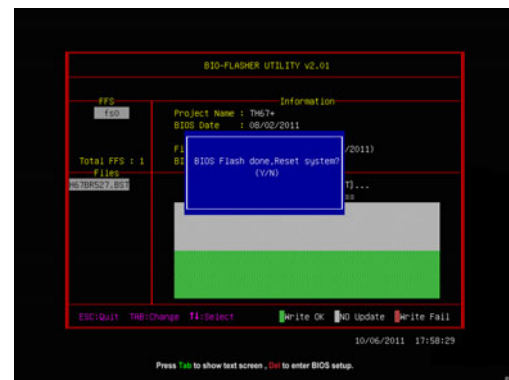 BIO-FLASHER UTILITY v2.01
FFS
Information
fs0
Project Name : TH67+
BIOS Date : 08/02/2011
/2011)
Total FFS : 1
BIOS Flash done,Reset system?
(Y/N)
Files
H67BR527.BST
T]...
ESC:Quit TAB:Change ↑↓:Select Write OK NO Update Write Fail
10/06/2011 17:58:29
Press Tab to show text screen , Del to enter BIOS setup.